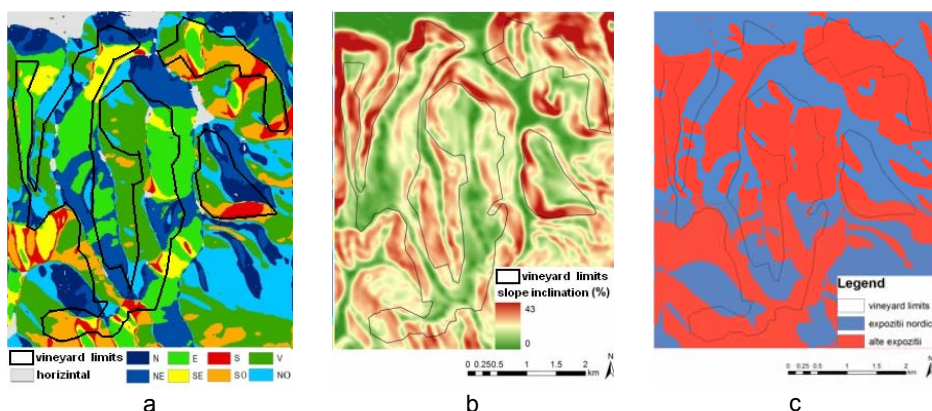 vineyard limits
N
E
S
V
horizintal
NE
SE
SO
NO
vineyard limits
slope inclination (%)
43
0
N
0 0.25 0.5 1 1.5 2
km
Legend
vineyard limits
expozitii nordic
alte expozitii
N
0 0.25 0.5 1 1.5 2
km
a
b
c